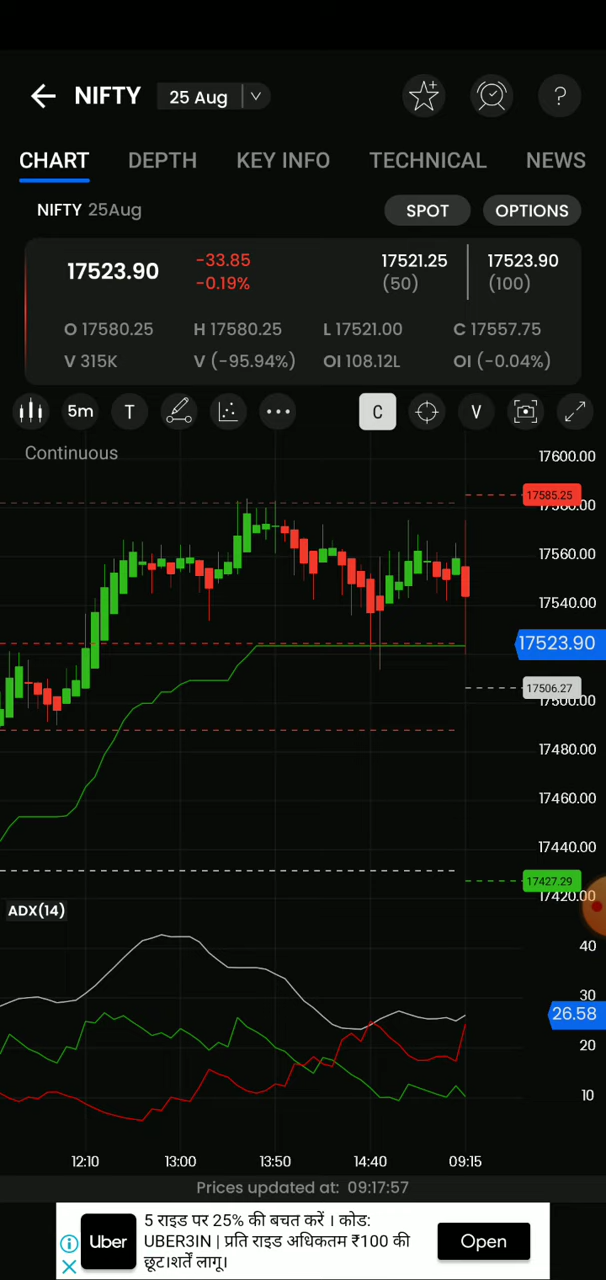 NIFTY 25 Aug
CHART DEPTH KEY INFO TECHNICAL NEWS
NIFTY 25Aug SPOT OPTIONS
17523.90 -33.85 -0.19% 17521.25 (50) 17523.90 (100)
O 17580.25 H 17580.25 L 17521.00 C 17557.75
V 315K V (-95.94%) OI 108.12L OI (-0.04%)
5m T C V
Continuous
17600.00
17585.25
17580.00
17560.00
17540.00
17523.90
17506.27
17500.00
17480.00
17460.00
17440.00
17427.29
17420.00
ADX(14)
40
30
26.58
20
10
12:10 13:00 13:50 14:40 09:15
Prices updated at: 09:17:57
5 राइड पर 25% की बचत करें । कोड:
Uber UBER3IN | प्रति राइड अधिकतम ₹100 की Open
छूट।शर्तें लागू।